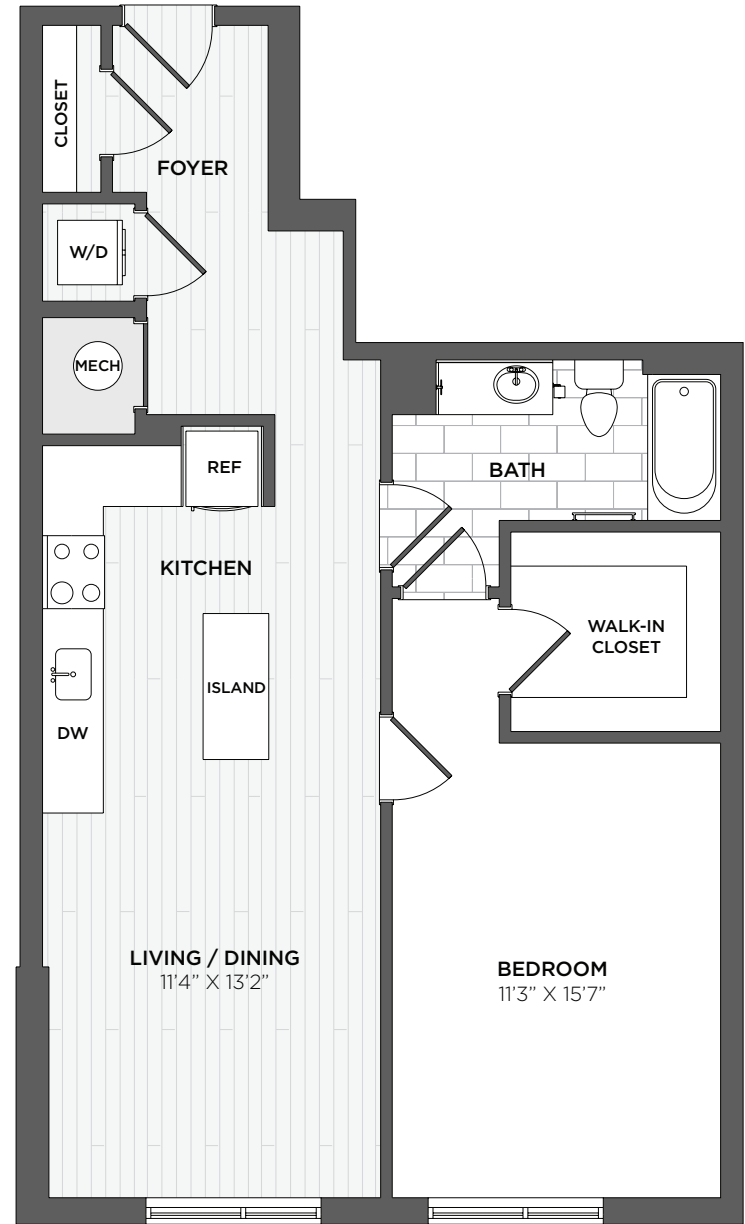 CLOSET
FOYER
W/D
MECH
REF
BATH
KITCHEN
WALK-IN
CLOSET
ISLAND
DW
LIVING / DINING
11’4” X 13’2”
BEDROOM
11’3” X 15’7”